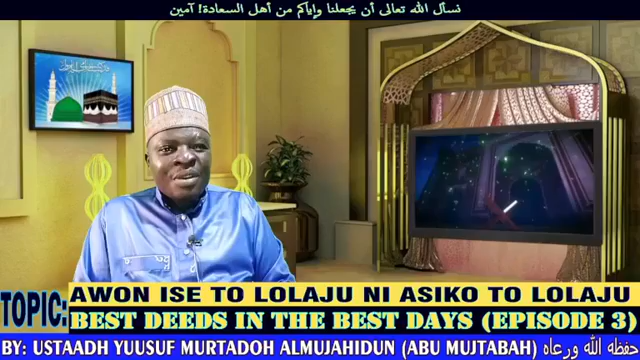 نسأل الله تعالى أن يجعلنا وإياكم من أهل السعادة! آمين
TOPIC:
AWON ISE TO LOLAJU NI ASIKO TO LOLAJU
BEST DEEDS IN THE BEST DAYS (EPISODE 3)
BY: USTAADH YUUSUF MURTADOH ALMUJAHIDUN (ABU MUJTABAH) حفظه الله ورعاه